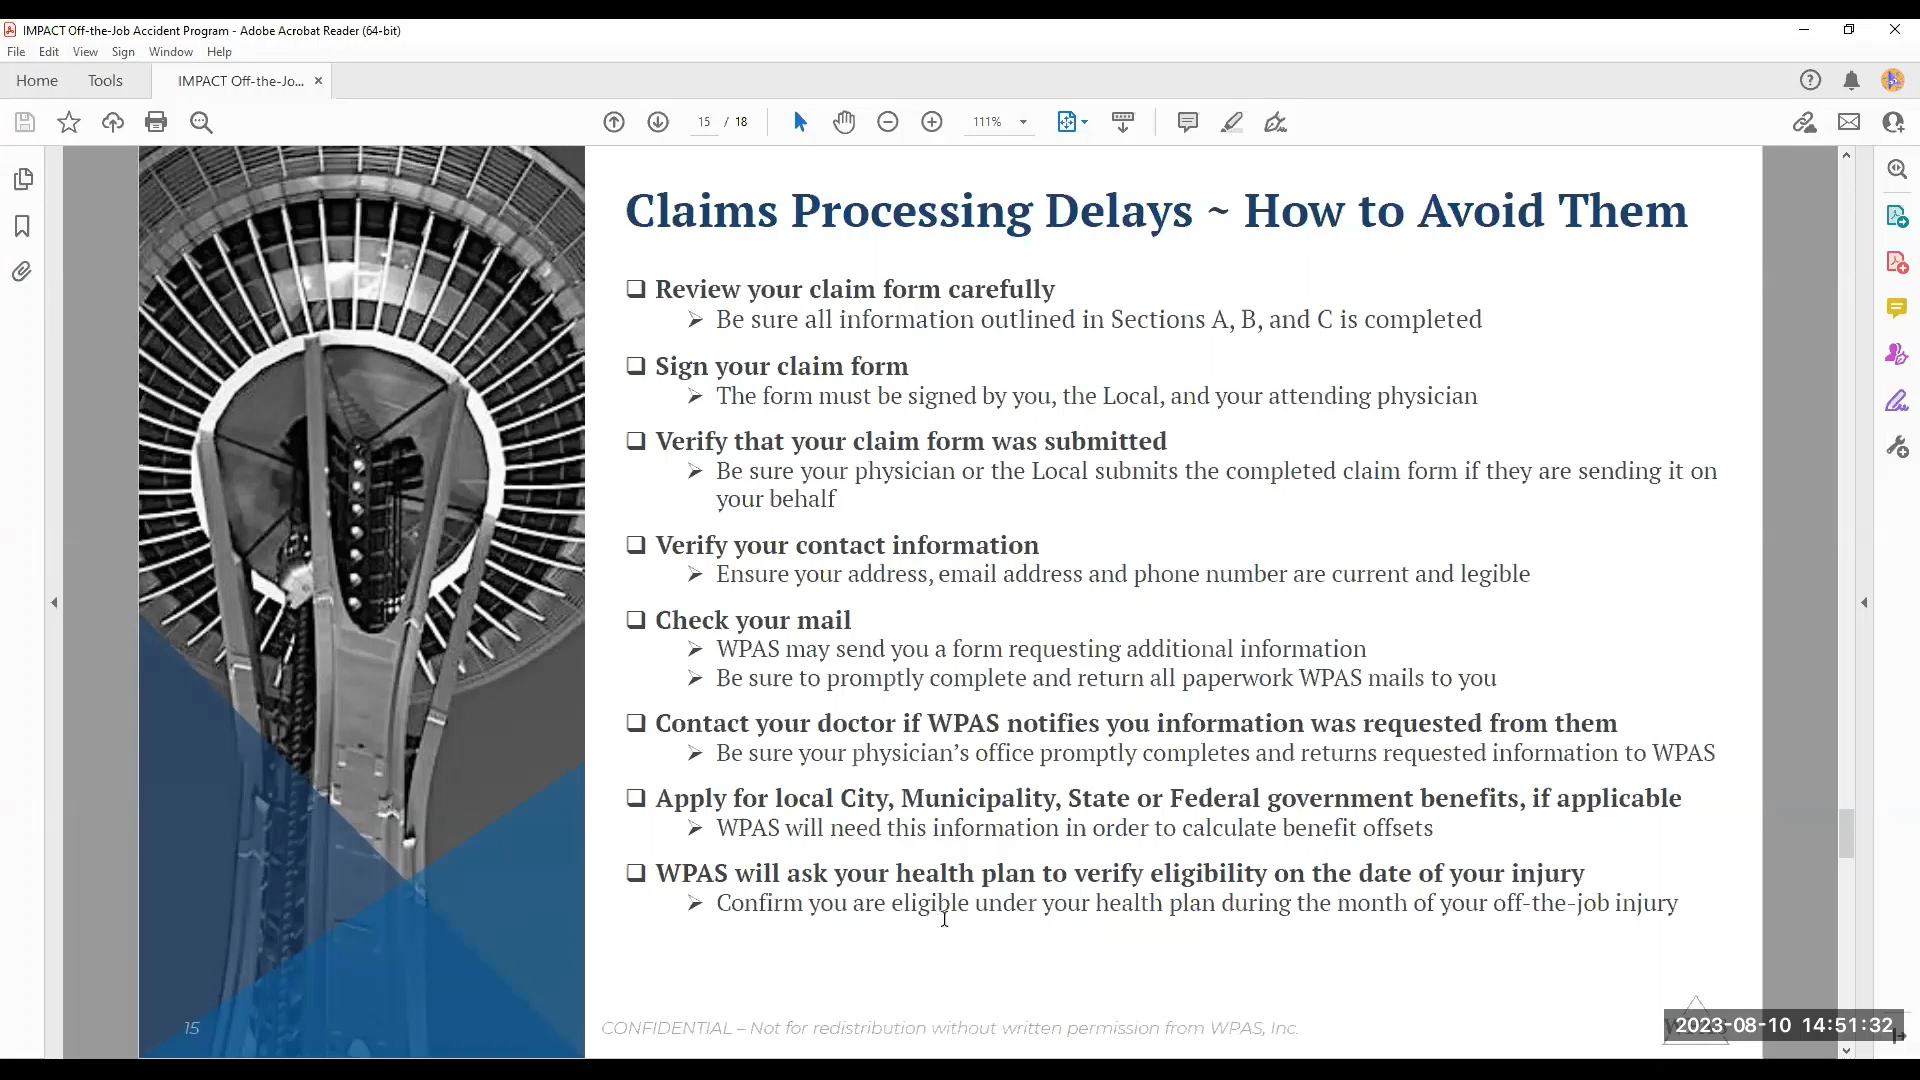 IMPACT Off-the-Job Accident Program - Adobe Acrobat Reader (64-bit)
File Edit View Sign Window Help
Home Tools IMPACT Off-the-Jo... ×
15 / 18 111%
Claims Processing Delays ~ How to Avoid Them
❑ Review your claim form carefully
➢ Be sure all information outlined in Sections A, B, and C is completed
❑ Sign your claim form
➢ The form must be signed by you, the Local, and your attending physician
❑ Verify that your claim form was submitted
➢ Be sure your physician or the Local submits the completed claim form if they are sending it on
your behalf
❑ Verify your contact information
➢ Ensure your address, email address and phone number are current and legible
❑ Check your mail
➢ WPAS may send you a form requesting additional information
➢ Be sure to promptly complete and return all paperwork WPAS mails to you
❑ Contact your doctor if WPAS notifies you information was requested from them
➢ Be sure your physician’s office promptly completes and returns requested information to WPAS
❑ Apply for local City, Municipality, State or Federal government benefits, if applicable
➢ WPAS will need this information in order to calculate benefit offsets
❑ WPAS will ask your health plan to verify eligibility on the date of your injury
➢ Confirm you are eligible under your health plan during the month of your off-the-job injury
15 CONFIDENTIAL – Not for redistribution without written permission from WPAS, Inc.
2023-08-10 14:51:32